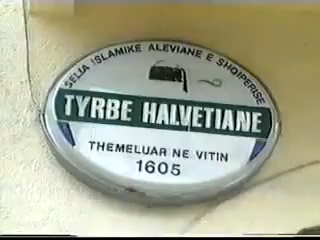 SELIA ISLAMIKE ALEVIANE E SHQIPERISE
TYRBE HALVETIANE
THEMELUAR NE VITIN
1605